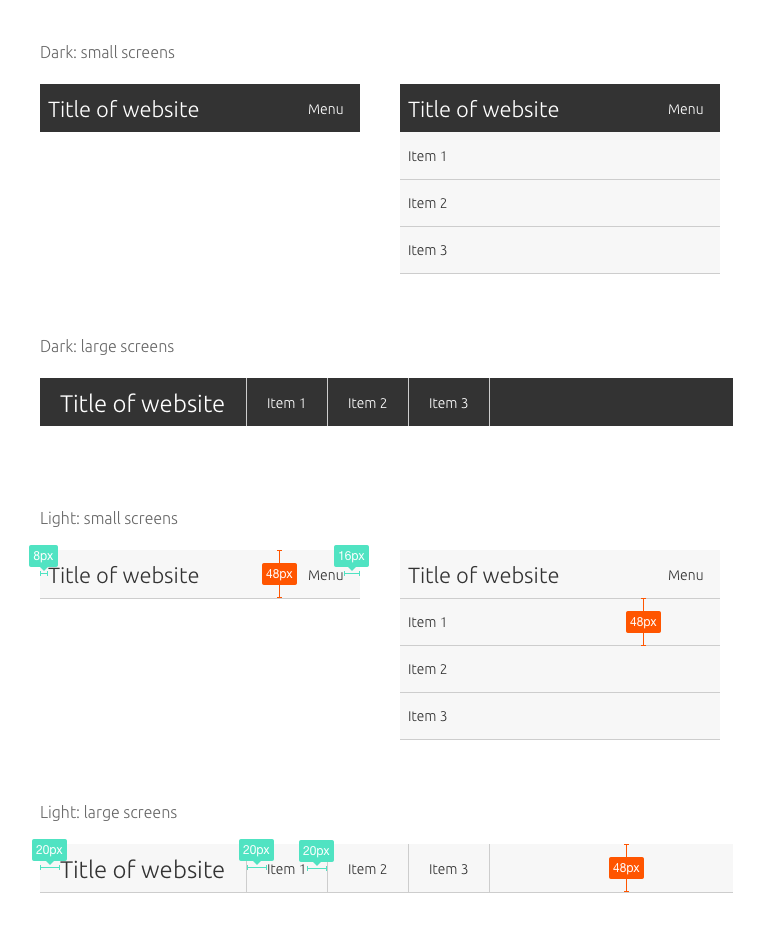 Dark: small screens
Title of website Menu
Title of website Menu
Item 1
Item 2
Item 3
Dark: large screens
Title of website Item 1 Item 2 Item 3
Light: small screens
8px 16px
Title of website 48px Menu
Title of website Menu
Item 1 48px
Item 2
Item 3
Light: large screens
20px 20px 20px
Title of website Item 1 Item 2 Item 3 48px